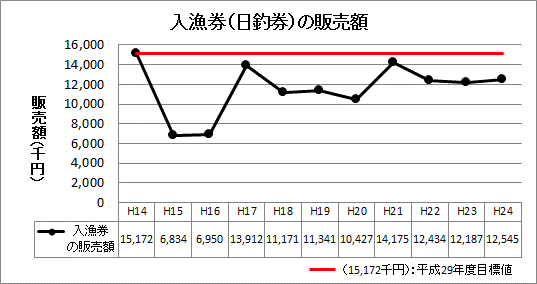 入漁券(日釣券)の販売額
販売額(千円)
16,000
14,000
12,000
10,000
8,000
6,000
4,000
2,000
0
H14 H15 H16 H17 H18 H19 H20 H21 H22 H23 H24
入漁券
の販売額
15,172 6,834 6,950 13,912 11,171 11,341 10,427 14,175 12,434 12,187 12,545
(15,172千円):平成29年度目標値